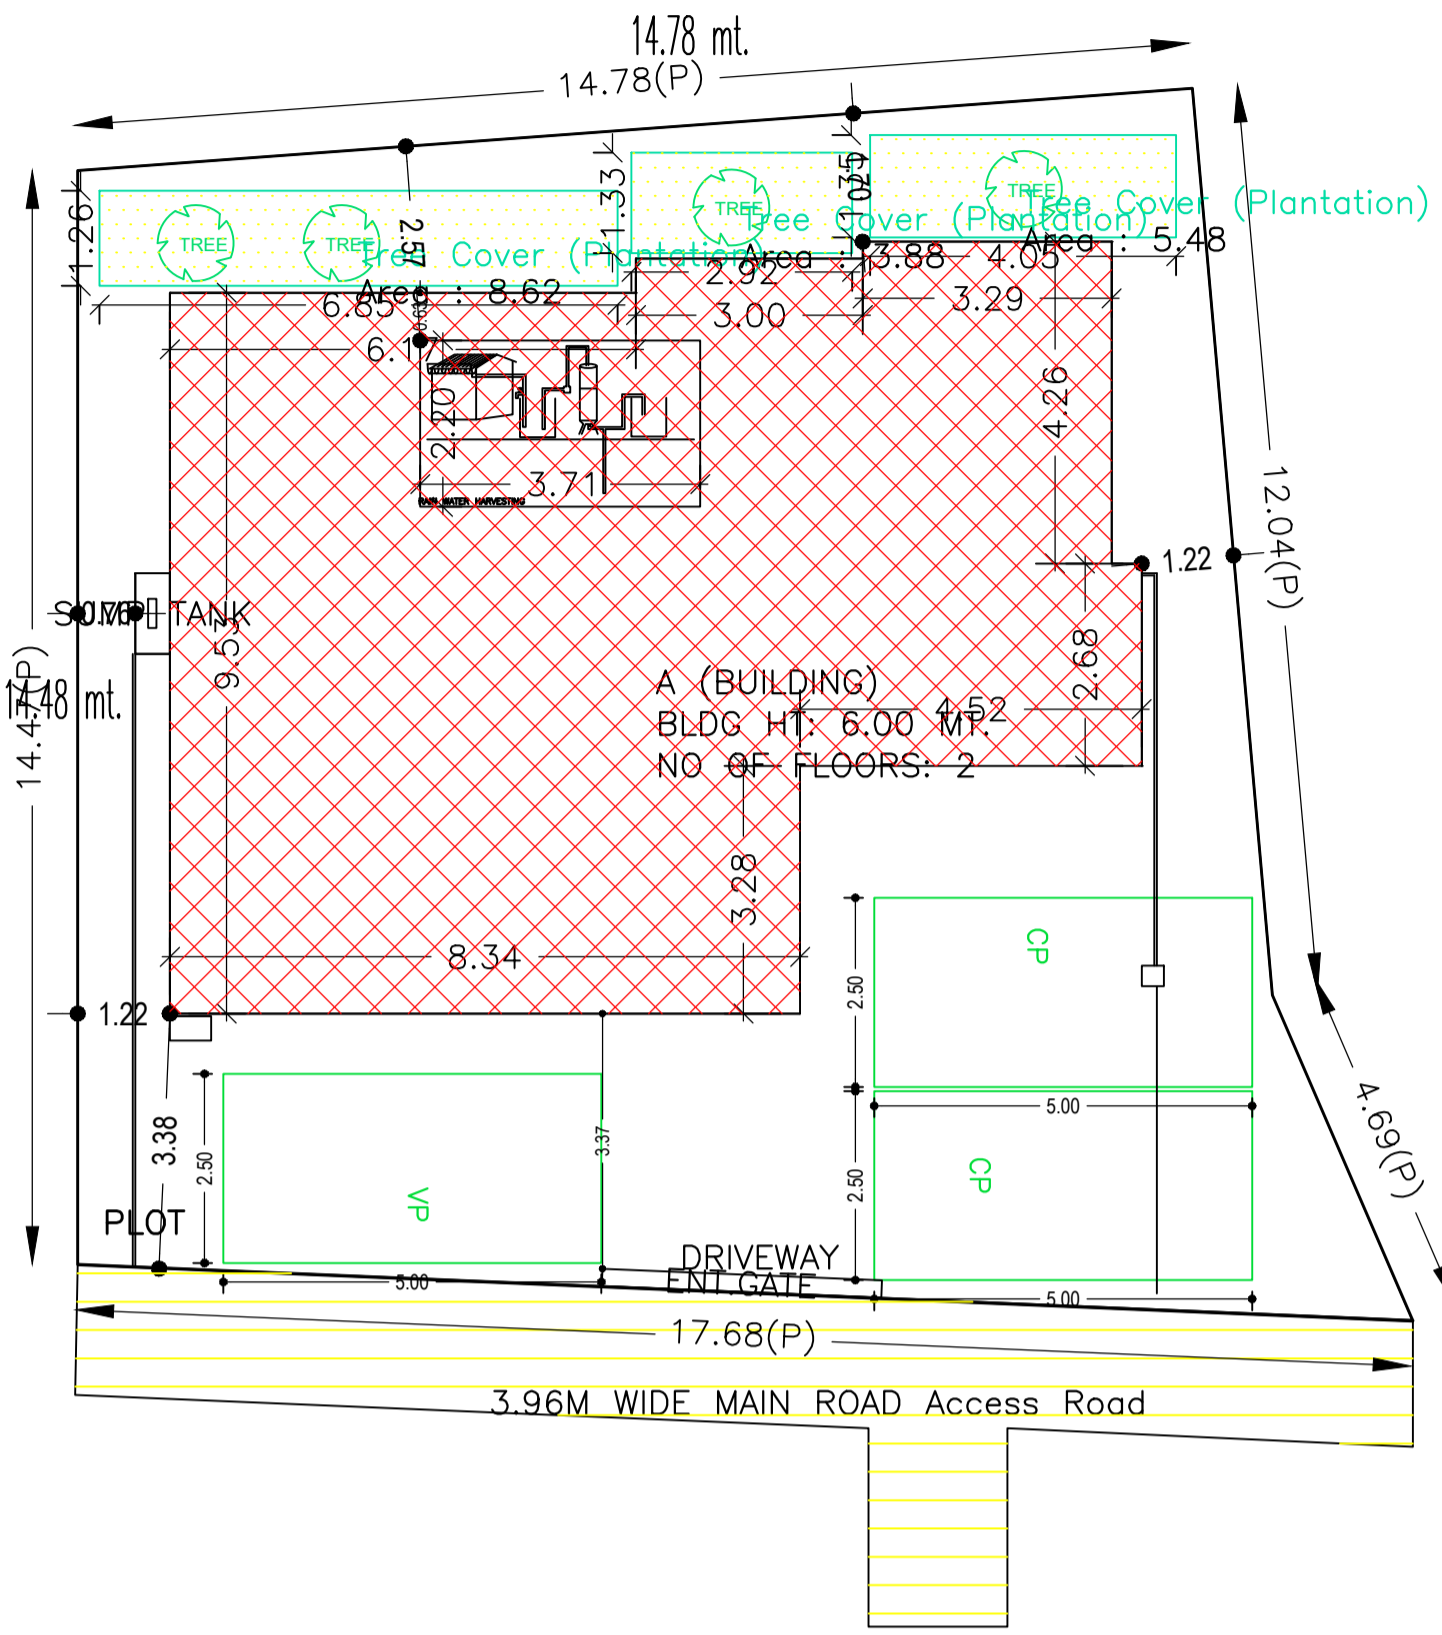 14.78 mt.
14.78(P)
1.26
2.57
1.33
1.35
TREE
TREE
TREE
TREE
Tree Cover (Plantation)
Area : 5.48
Tree Cover (Plantation)
Area : 3.88
Tree Cover (Plantation)
Area : 8.62
4.05
2.92
6.85
3.00
3.29
6.17
0.63
2.20
3.71
RAIN WATER HARVESTING
4.26
12.04(P)
1.22
SUMP TANK
0.76
9.53
2.68
14.47(P)
14.48 mt.
A (BUILDING)
BLDG HT: 6.00 MT.
NO OF FLOORS: 2
4.52
3.28
8.34
1.22
CP
2.50
5.00
3.38
2.50
VP
3.37
CP
2.50
4.69(P)
PLOT
DRIVEWAY
ENT.GATE
5.00
5.00
17.68(P)
3.96M WIDE MAIN ROAD Access Road